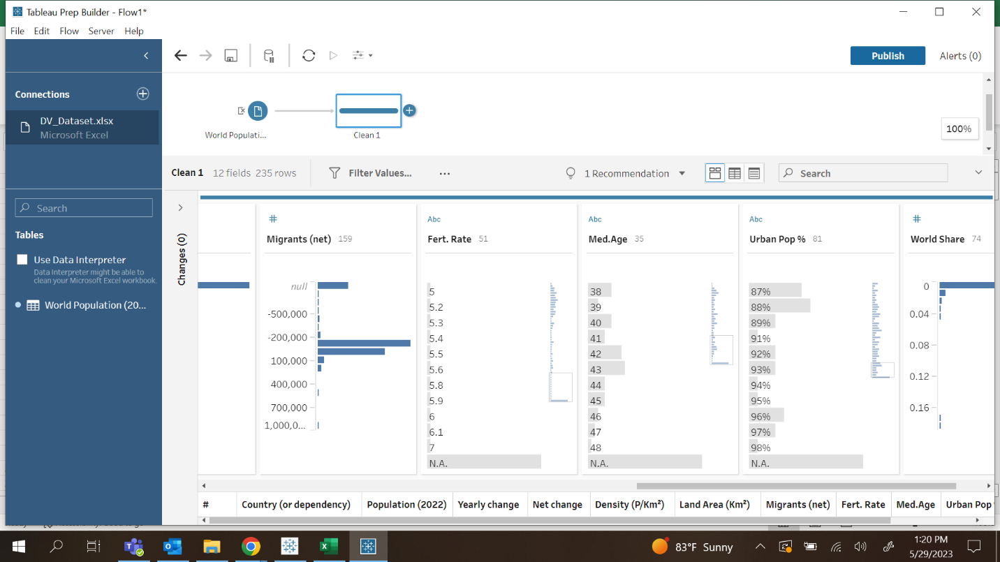 Tableau Prep Builder - Flow1*
File Edit Flow Server Help
Publish
Alerts (0)
Connections
DV_Dataset.xlsx
Microsoft Excel
World Populati...
Clean 1
100%
Clean 1 12 fields 235 rows
Filter Values...
1 Recommendation
Search
Search
Tables
Use Data Interpreter
Data Interpreter might be able to
clean your Microsoft Excel workbook.
World Population (20...
Changes (0)
#
Migrants (net) 159
null
-500,000
-200,000
100,000
400,000
700,000
1,000,0...
Abc
Fert. Rate 51
5
5.2
5.3
5.4
5.5
5.6
5.8
5.9
6
6.1
7
N.A.
Abc
Med.Age 35
38
39
40
41
42
43
44
45
46
47
48
N.A.
Abc
Urban Pop % 81
87%
88%
89%
91%
92%
93%
94%
95%
96%
97%
98%
N.A.
#
World Share 74
0
0.04
0.08
0.12
0.16
# Country (or dependency) Population (2022) Yearly change Net change Density (P/Km²) Land Area (Km²) Migrants (net) Fert. Rate Med.Age Urban Pop
83°F Sunny
1:20 PM
5/29/2023